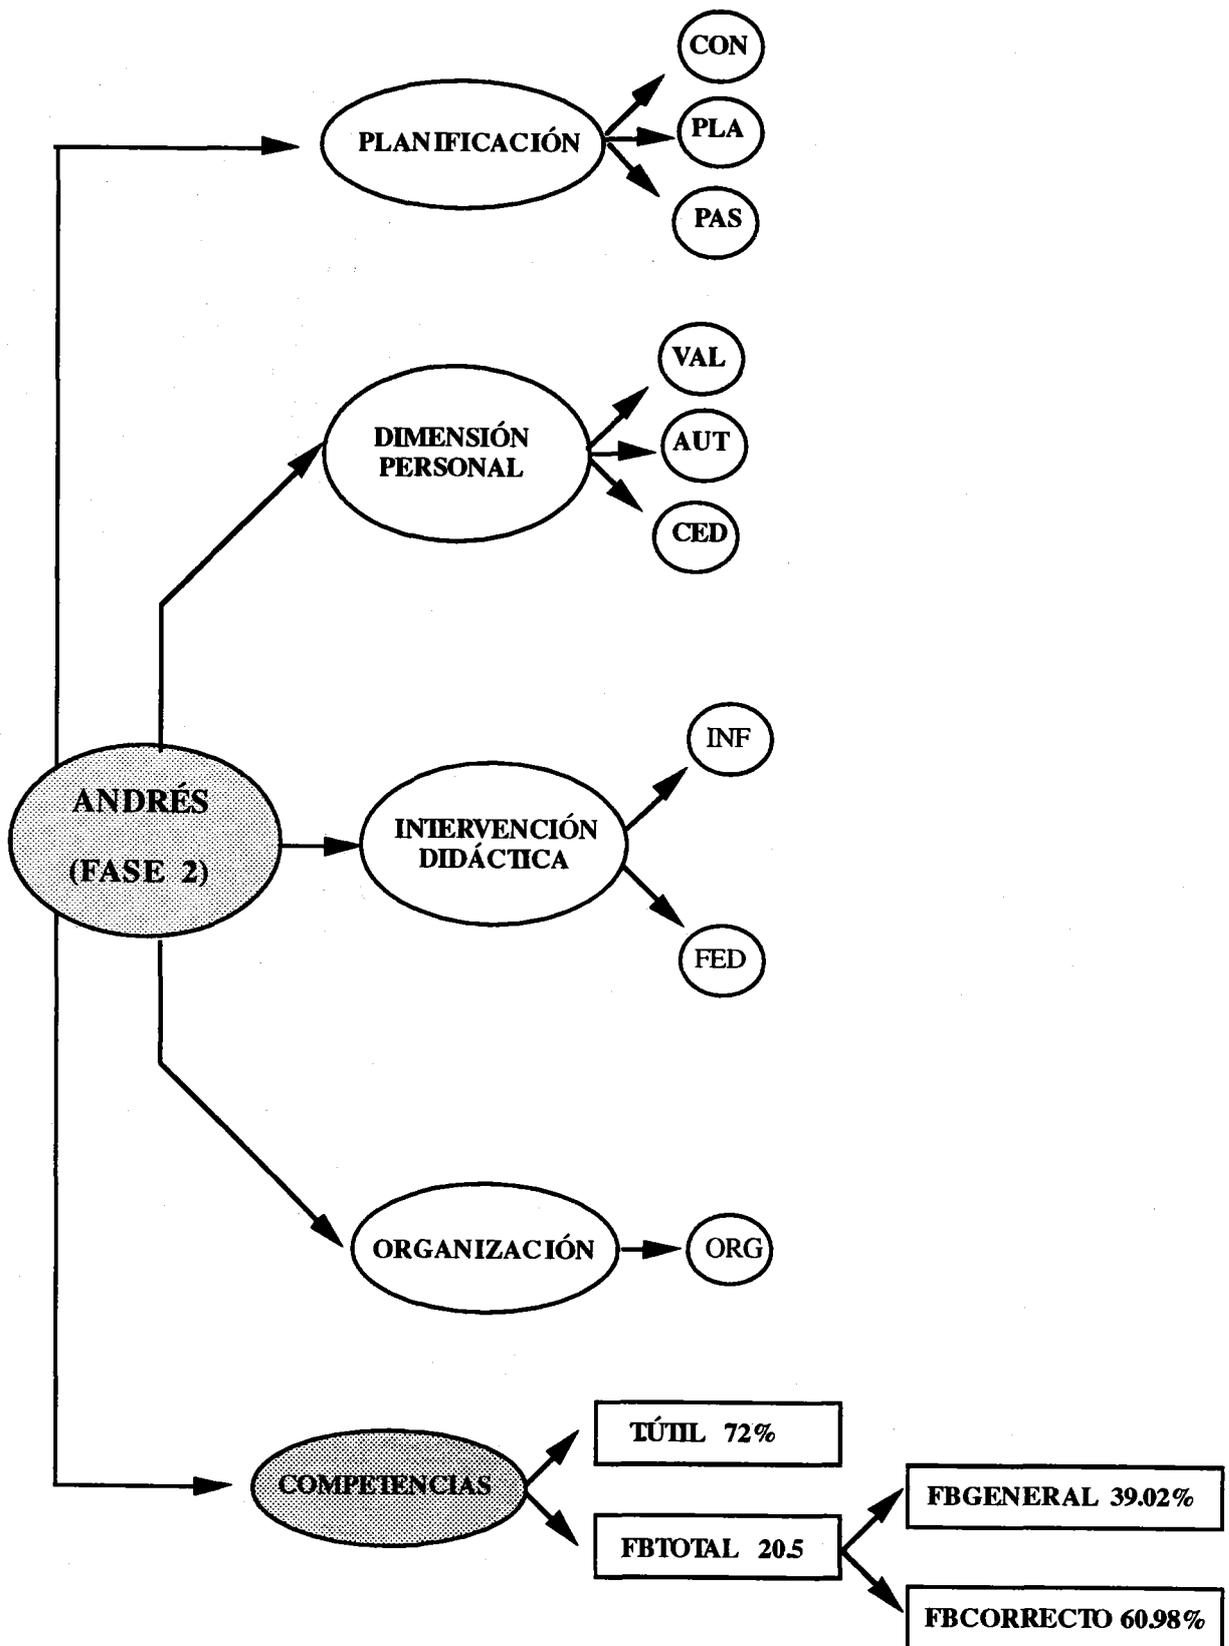 CON
PLANIFICACIÓN
PLA
PAS
VAL
DIMENSIÓN
PERSONAL
AUT
CED
ANDRÉS
(FASE 2)
INTERVENCIÓN
DIDÁCTICA
INF
FED
ORGANIZACIÓN
ORG
COMPETENCIAS
T.ÚTIL 72%
FBTOTAL 20.5
FBGENERAL 39.02%
FBCORRECTO 60.98%